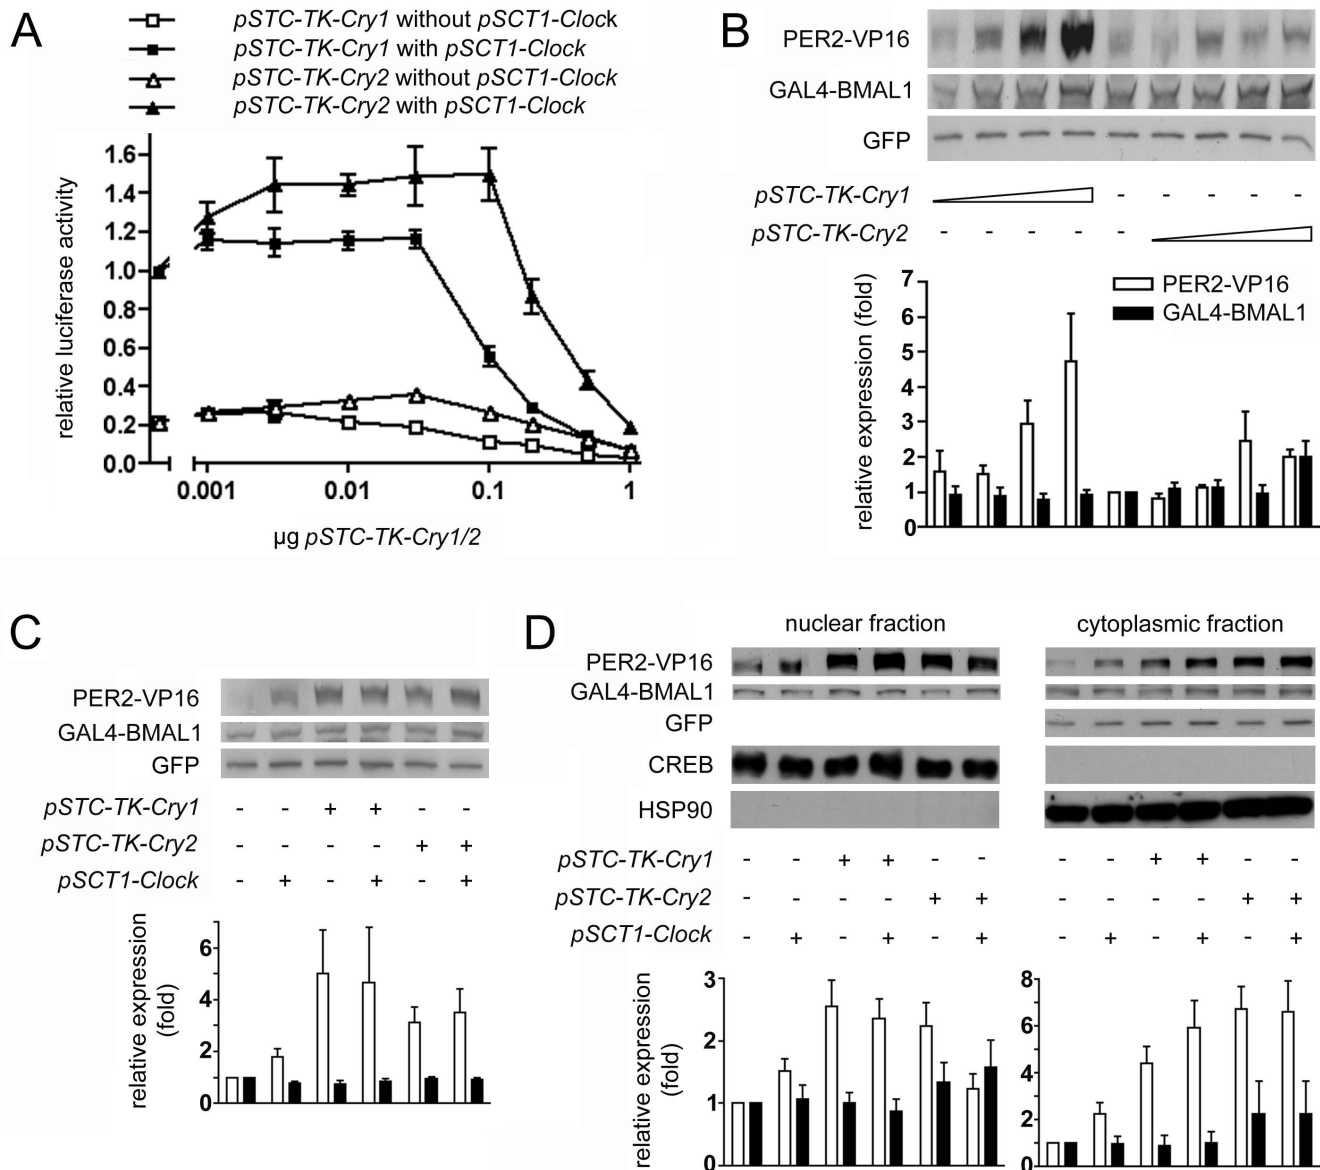 A
pSTC-TK-Cry1 without pSCT1-Clock
pSTC-TK-Cry1 with pSCT1-Clock
pSTC-TK-Cry2 without pSCT1-Clock
pSTC-TK-Cry2 with pSCT1-Clock
relative luciferase activity
1.6
1.4
1.2
1.0
0.8
0.6
0.4
0.2
0.0
0.001 0.01 0.1 1
µg pSTC-TK-Cry1/2
B
PER2-VP16
GAL4-BMAL1
GFP
pSTC-TK-Cry1 - - - - -
pSTC-TK-Cry2 - - - - -
PER2-VP16
GAL4-BMAL1
relative expression (fold)
7
6
5
4
3
2
1
0
C
PER2-VP16
GAL4-BMAL1
GFP
pSTC-TK-Cry1 - - + + - -
pSTC-TK-Cry2 - - - - + +
pSCT1-Clock - + - + - +
relative expression
(fold)
6
4
2
0
D
nuclear fraction cytoplasmic fraction
PER2-VP16
GAL4-BMAL1
GFP
CREB
HSP90
pSTC-TK-Cry1 - - + + - - - - + + - -
pSTC-TK-Cry2 - - - - + + - - - - + +
pSCT1-Clock - + - + - + - + - + - +
relative expression
(fold)
3
2
1
0
8
6
4
2
0